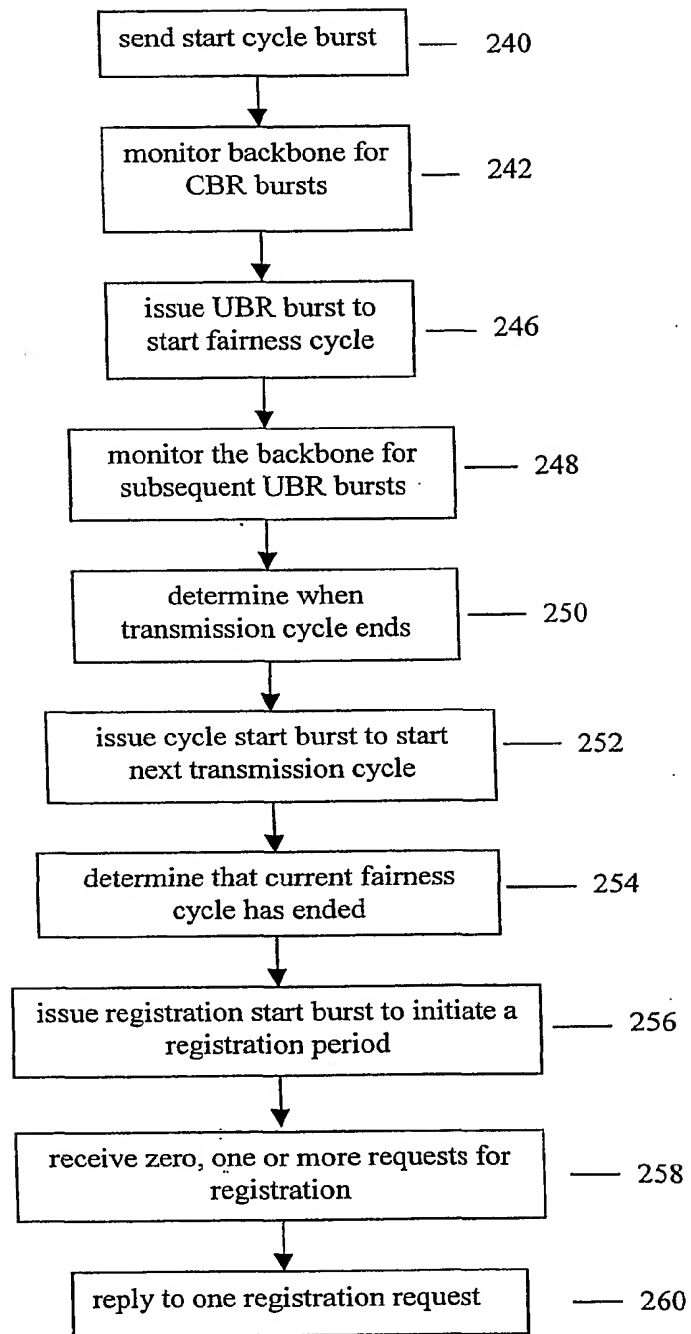 send start cycle burst
240
monitor backbone for
CBR bursts
242
issue UBR burst to
start fairness cycle
246
monitor the backbone for
subsequent UBR bursts
248
determine when
transmission cycle ends
250
issue cycle start burst to start
next transmission cycle
252
determine that current fairness
cycle has ended
254
issue registration start burst to initiate a
registration period
256
receive zero, one or more requests for
registration
258
reply to one registration request
260